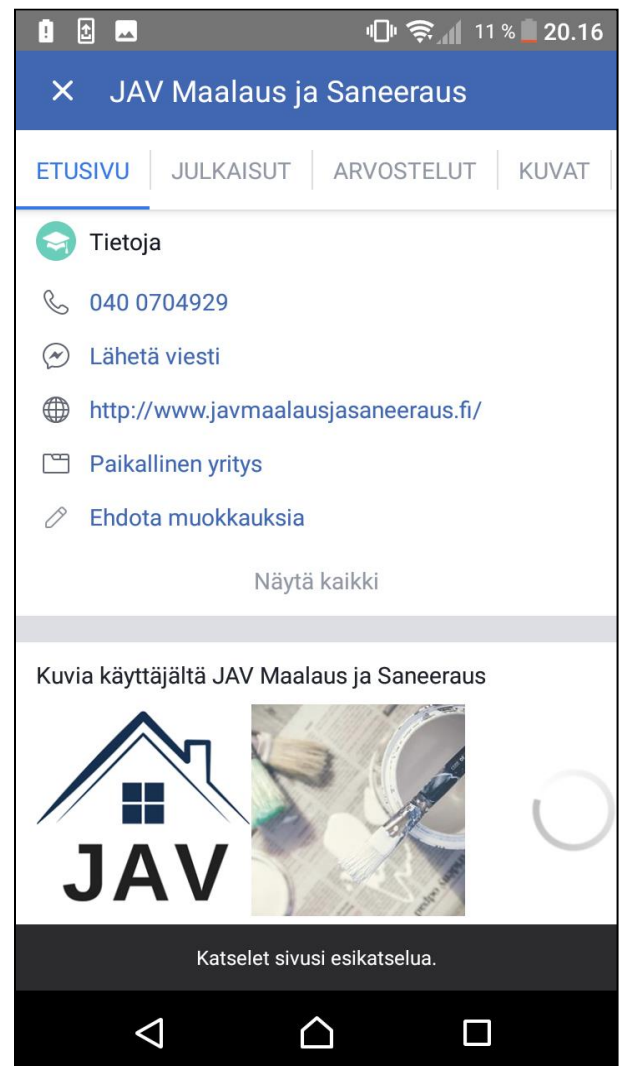 11 % 20.16
JAV Maalaus ja Saneeraus
ETUSIVU JULKAISUT ARVOSTELUT KUVAT
Tietoja
040 0704929
Lähetä viesti
http://www.javmaalausjasaneeraus.fi/
Paikallinen yritys
Ehdota muokkauksia
Näytä kaikki
Kuvia käyttäjältä JAV Maalaus ja Saneeraus
JAV
Katselet sivusi esikatselua.